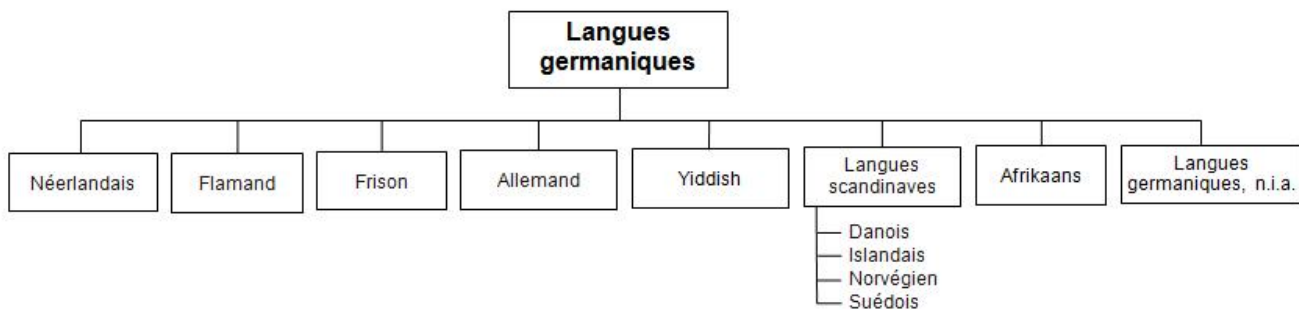 Langues
germaniques
Néerlandais
Flamand
Frison
Allemand
Yiddish
Langues
scandinaves
Afrikaans
Langues
germaniques, n.i.a.
Danois
Islandais
Norvégien
Suédois